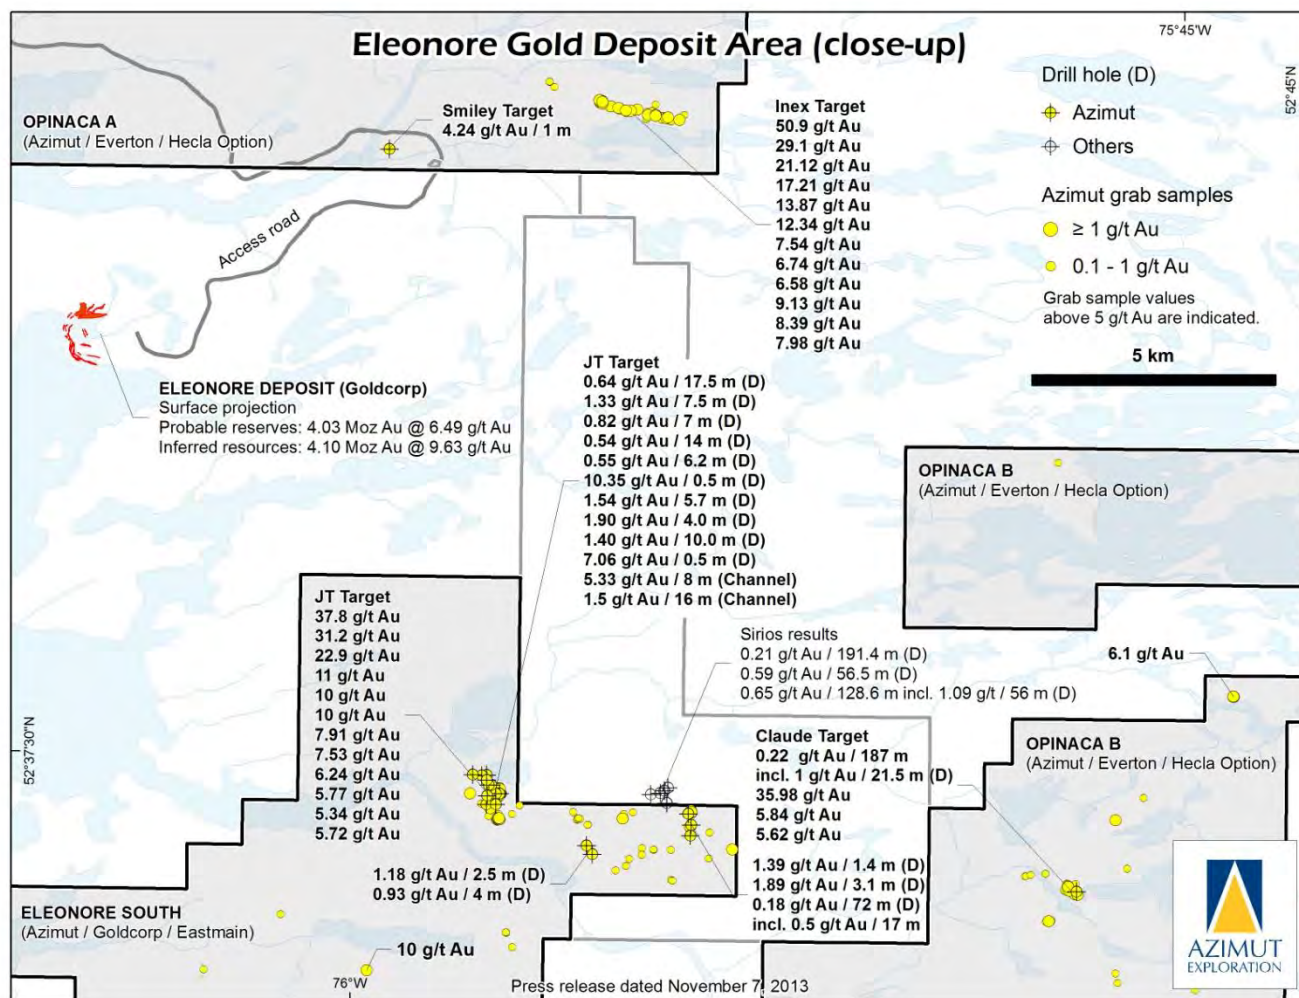 Eleonore Gold Deposit Area (close-up)
75°45'W
52°45'N
Drill hole (D)
Azimut
Others
Azimut grab samples
≥ 1 g/t Au
0.1 - 1 g/t Au
Grab sample values
above 5 g/t Au are indicated.
5 km
OPINACA A
(Azimut / Everton / Hecla Option)
Smiley Target
4.24 g/t Au / 1 m
Access road
Inex Target
50.9 g/t Au
29.1 g/t Au
21.12 g/t Au
17.21 g/t Au
13.87 g/t Au
12.34 g/t Au
7.54 g/t Au
6.74 g/t Au
6.58 g/t Au
9.13 g/t Au
8.39 g/t Au
7.98 g/t Au
ELEONORE DEPOSIT (Goldcorp)
Surface projection
Probable reserves: 4.03 Moz Au @ 6.49 g/t Au
Inferred resources: 4.10 Moz Au @ 9.63 g/t Au
JT Target
0.64 g/t Au / 17.5 m (D)
1.33 g/t Au / 7.5 m (D)
0.82 g/t Au / 7 m (D)
0.54 g/t Au / 14 m (D)
0.55 g/t Au / 6.2 m (D)
10.35 g/t Au / 0.5 m (D)
1.54 g/t Au / 5.7 m (D)
1.90 g/t Au / 4.0 m (D)
1.40 g/t Au / 10.0 m (D)
7.06 g/t Au / 0.5 m (D)
5.33 g/t Au / 8 m (Channel)
1.5 g/t Au / 16 m (Channel)
OPINACA B
(Azimut / Everton / Hecla Option)
JT Target
37.8 g/t Au
31.2 g/t Au
22.9 g/t Au
11 g/t Au
10 g/t Au
10 g/t Au
7.91 g/t Au
7.53 g/t Au
6.24 g/t Au
5.77 g/t Au
5.34 g/t Au
5.72 g/t Au
Sirios results
0.21 g/t Au / 191.4 m (D)
0.59 g/t Au / 56.5 m (D)
0.65 g/t Au / 128.6 m incl. 1.09 g/t / 56 m (D)
6.1 g/t Au
52°37'30"N
Claude Target
0.22 g/t Au / 187 m
incl. 1 g/t Au / 21.5 m (D)
35.98 g/t Au
5.84 g/t Au
5.62 g/t Au
OPINACA B
(Azimut / Everton / Hecla Option)
1.18 g/t Au / 2.5 m (D)
0.93 g/t Au / 4 m (D)
1.39 g/t Au / 1.4 m (D)
1.89 g/t Au / 3.1 m (D)
0.18 g/t Au / 72 m (D)
incl. 0.5 g/t Au / 17 m
ELEONORE SOUTH
(Azimut / Goldcorp / Eastmain)
10 g/t Au
76°W
Press release dated November 7, 2013
AZIMUT
EXPLORATION